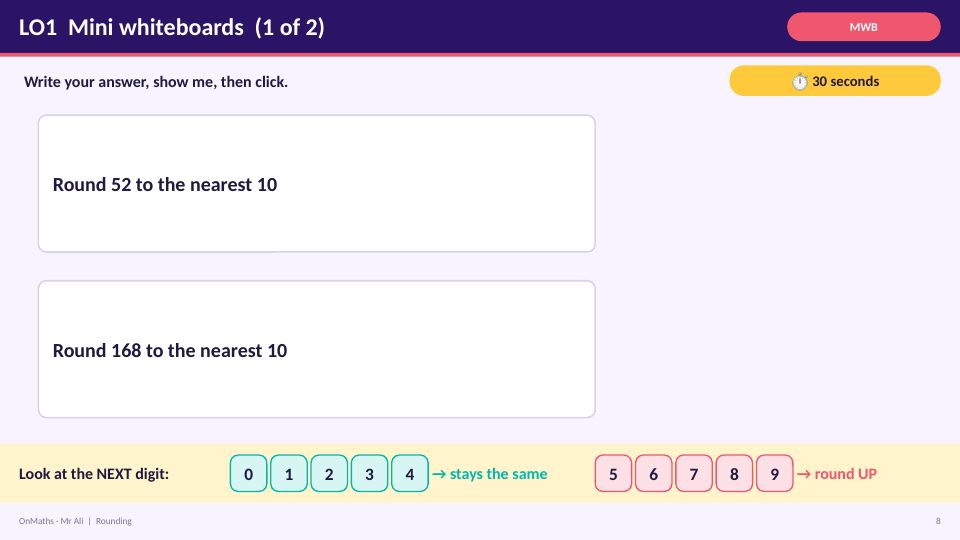 LO1 Mini whiteboards (1 of 2)
MWB
Write your answer, show me, then click.
⏱ 30 seconds
Round 52 to the nearest 10
Round 168 to the nearest 10
Look at the NEXT digit: 0 1 2 3 4 → stays the same 5 6 7 8 9 → round UP
OnMaths - Mr Ali | Rounding
8